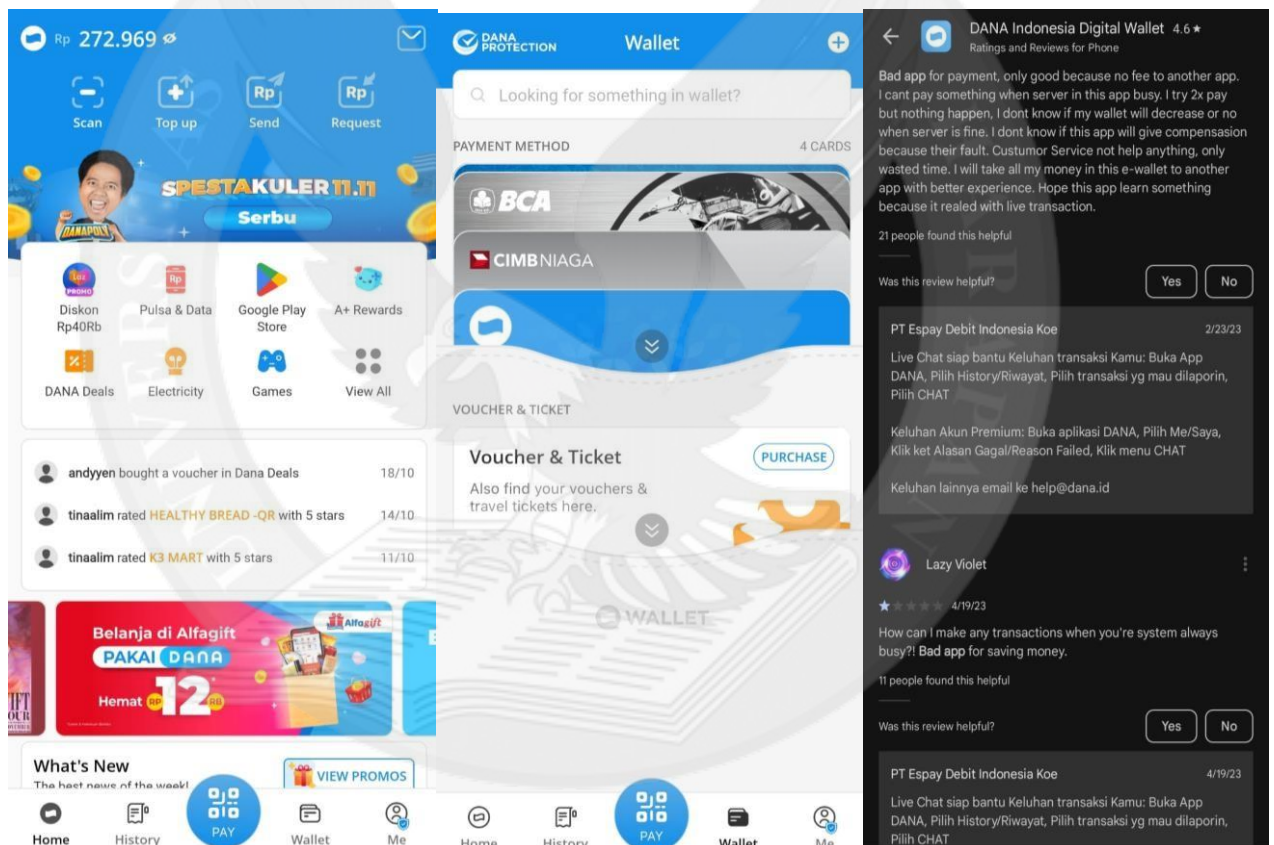 Rp 272.969
Scan
Top up
Send
Request
Rp
Rp
DANAPOLY
SPESTAKULER 11.11
Serbu
PROMO
Diskon
Rp40Rb
Rp
Pulsa & Data
Google Play
Store
A+ Rewards
DANA Deals
Electricity
Games
View All
andyyen bought a voucher in Dana Deals 18/10
tinaalim rated HEALTHY BREAD -QR with 5 stars 14/10
tinaalim rated K3 MART with 5 stars 11/10
Belanja di Alfagift
PAKAI DANA
Hemat RP 12 RB
Alfagift
What's New
The best news of the week!
VIEW PROMOS
Home
History
PAY
Wallet
Me
DANA
PROTECTION
Wallet
Looking for something in wallet?
PAYMENT METHOD 4 CARDS
BCA
CIMB NIAGA
VOUCHER & TICKET
Voucher & Ticket
PURCHASE
Also find your vouchers &
travel tickets here.
WALLET
Home
History
PAY
Wallet
Me
DANA Indonesia Digital Wallet 4.6★
Ratings and Reviews for Phone
Bad app for payment, only good because no fee to another app.
I cant pay something when server in this app busy. I try 2x pay
but nothing happen, I dont know if my wallet will decrease or no
when server is fine. I dont know if this app will give compensasion
because their fault. Custumor Service not help anything, only
wasted time. I will take all my money in this e-wallet to another
app with better experience. Hope this app learn something
because it realed with live transaction.
21 people found this helpful
Was this review helpful?
Yes
No
PT Espay Debit Indonesia Koe 2/23/23
Live Chat siap bantu Keluhan transaksi Kamu: Buka App
DANA, Pilih History/Riwayat, Pilih transaksi yg mau dilaporin,
Pilih CHAT
Keluhan Akun Premium: Buka aplikasi DANA, Pilih Me/Saya,
Klik ket Alasan Gagal/Reason Failed, Klik menu CHAT
Keluhan lainnya email ke help@dana.id
Lazy Violet
4/19/23
How can I make any transactions when you're system always
busy?! Bad app for saving money.
11 people found this helpful
Was this review helpful?
Yes
No
PT Espay Debit Indonesia Koe 4/19/23
Live Chat siap bantu Keluhan transaksi Kamu: Buka App
DANA, Pilih History/Riwayat, Pilih transaksi yg mau dilaporin,
Pilih CHAT